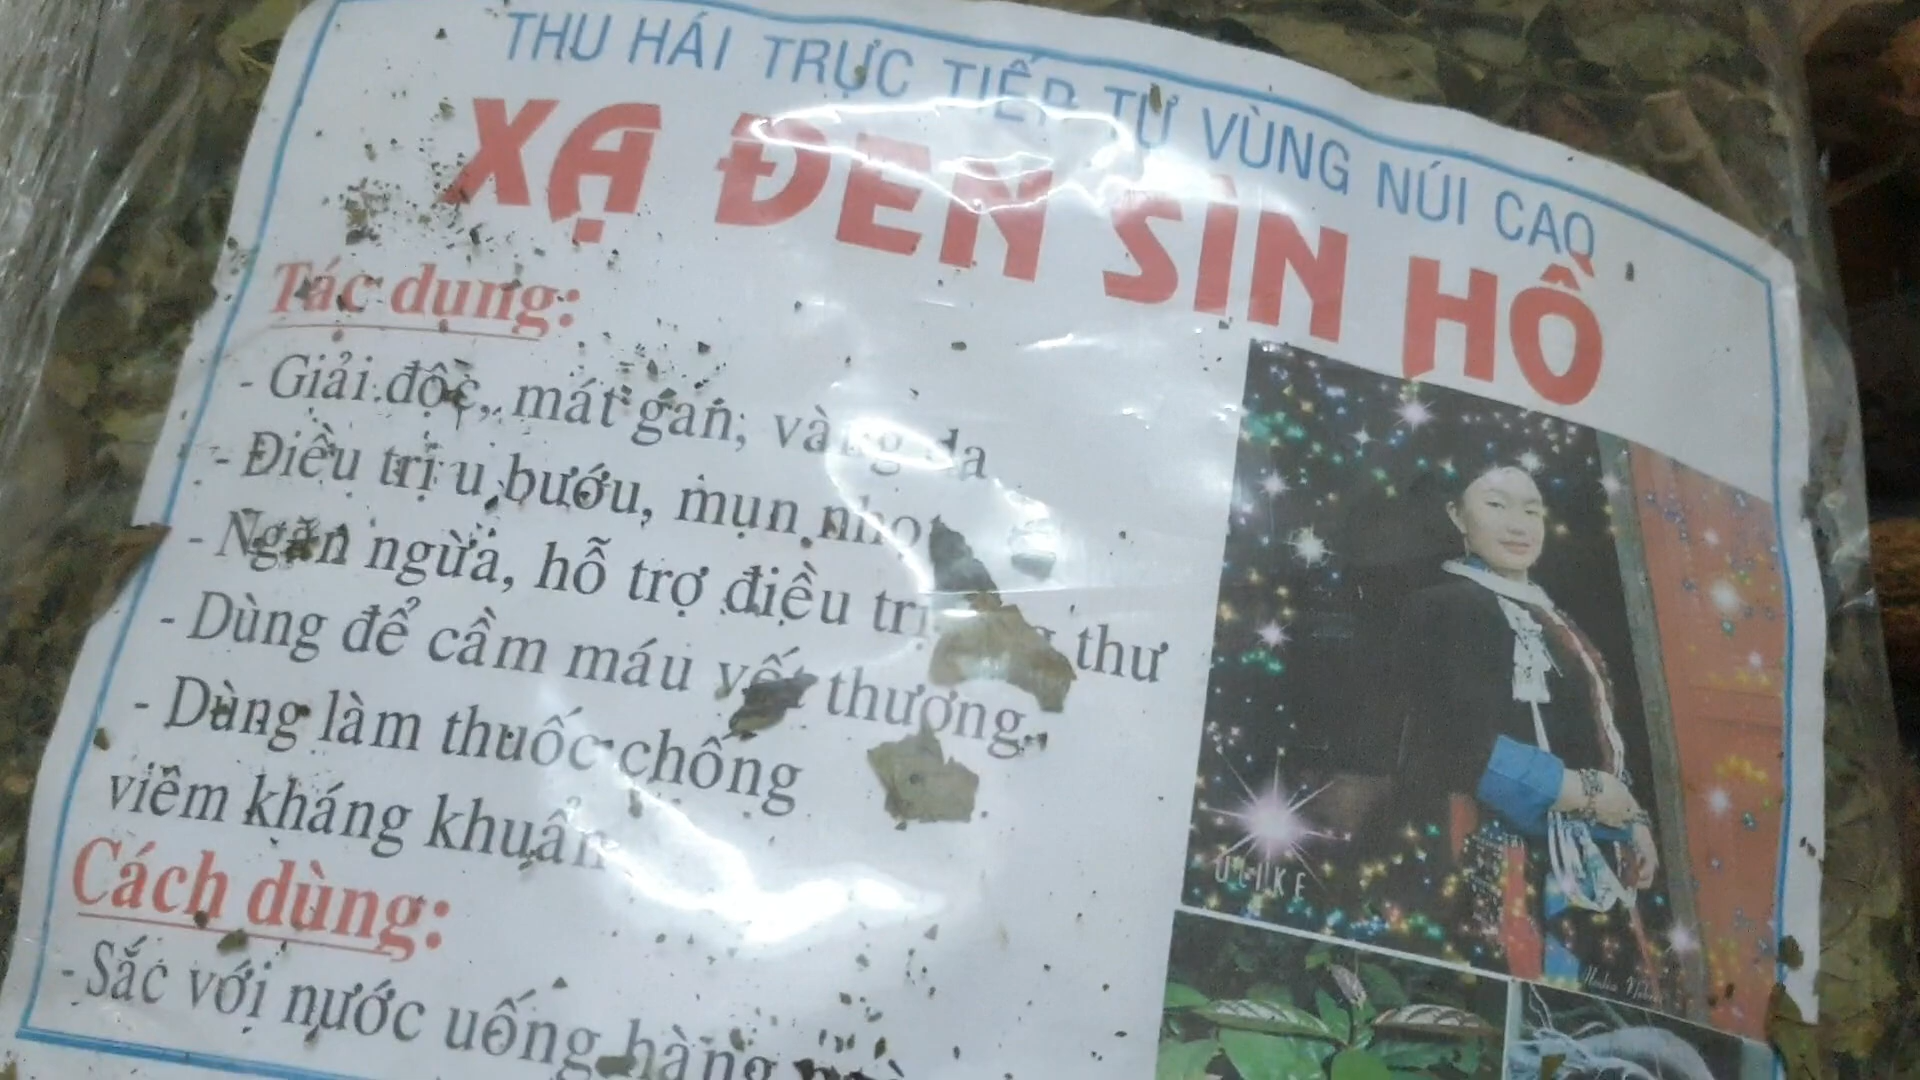 THU HÁI TRỰC TIẾP TỪ VÙNG NÚI CAO
XẠ ĐEN SÌN HỒ
Tác dụng:
- Giải độc, mát gan, vàng da
- Điều trị u bướu, mụn nhọt
- Ngăn ngừa, hỗ trợ điều trị thư
- Dùng để cầm máu vết thương
- Dùng làm thuốc chống
viêm kháng khuẩn
Cách dùng:
- Sắc với nước uống hàng
ULIKE